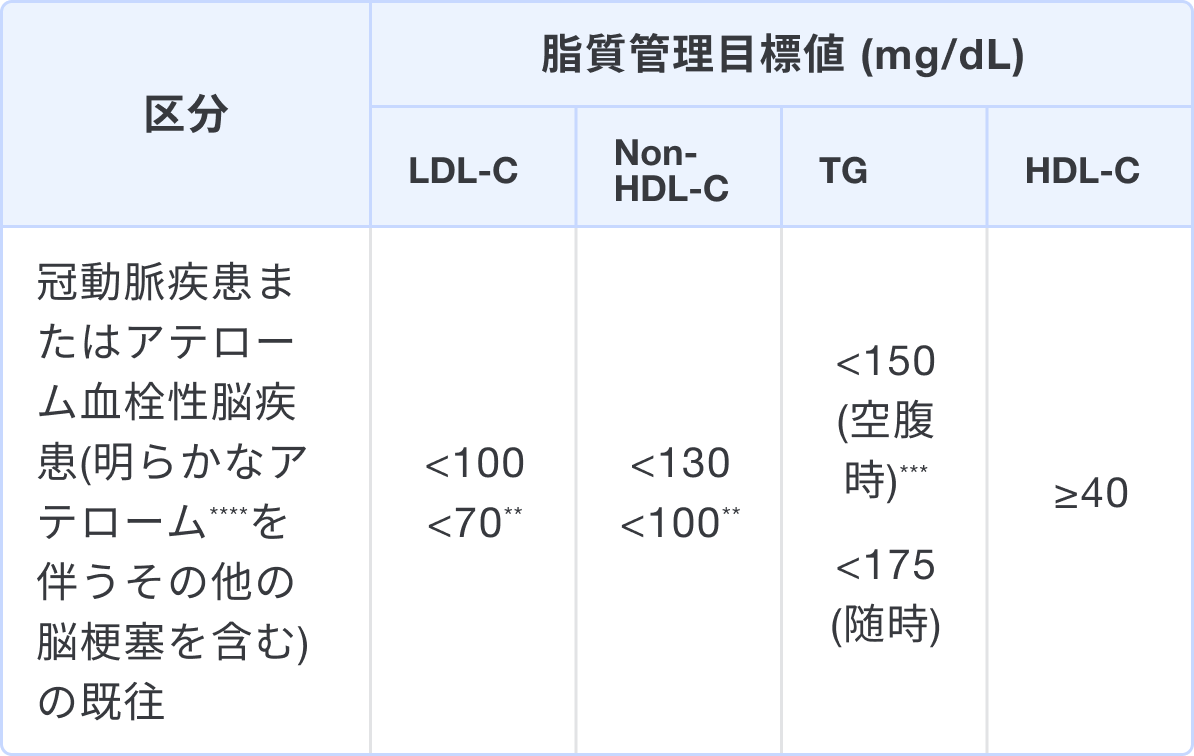 区分
脂質管理目標値 (mg/dL)
LDL-C
Non-
HDL-C
TG
HDL-C
冠動脈疾患ま
たはアテロー
ム血栓性脳疾
患(明らかなア
テローム****を
伴うその他の
脳梗塞を含む)
の既往
<100
<70**
<130
<100**
<150
(空腹
時)***
<175
(随時)
≥40